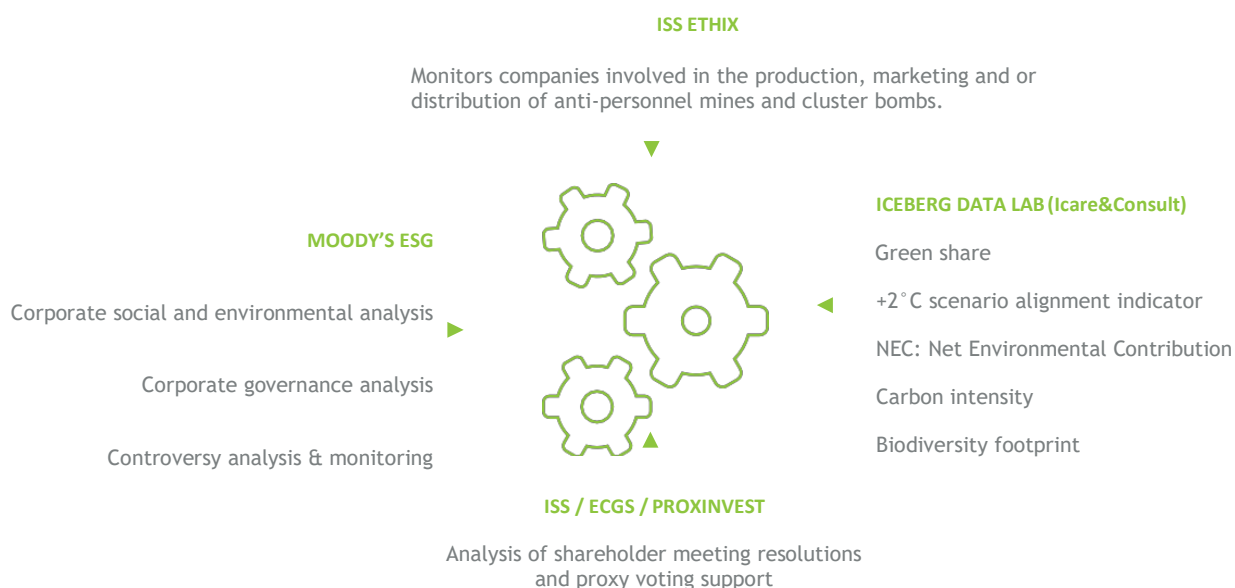 ISS ETHIX
Monitors companies involved in the production, marketing and or
distribution of anti-personnel mines and cluster bombs.
MOODY’S ESG
Corporate social and environmental analysis
Corporate governance analysis
Controversy analysis & monitoring
ICEBERG DATA LAB (Icare&Consult)
Green share
+2°C scenario alignment indicator
NEC: Net Environmental Contribution
Carbon intensity
Biodiversity footprint
ISS / ECGS / PROXINVEST
Analysis of shareholder meeting resolutions
and proxy voting support